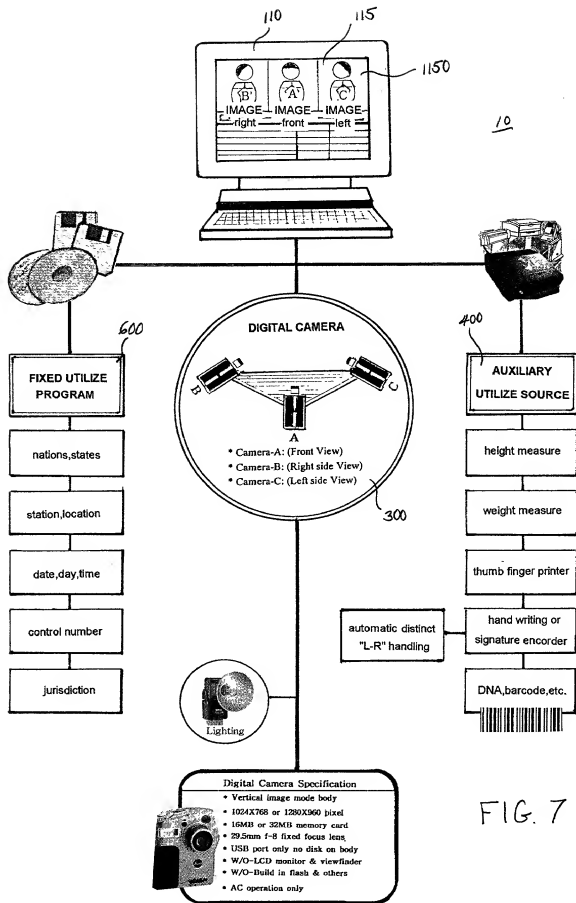 110
115
1150
10
B'
A'
C'
IMAGE
IMAGE
IMAGE
right
front
left
DIGITAL CAMERA
B
C
A
* Camera-A: (Front View)
* Camera-B: (Right side View)
* Camera-C: (Left side View)
300
600
FIXED UTILIZE
PROGRAM
nations,states
station,location
date,day,time
control number
jurisdiction
400
AUXILIARY
UTILIZE SOURCE
height measure
weight measure
thumb finger printer
hand writing or
signature encorder
automatic distinct
"L-R" handling
DNA,barcode,etc.
Lighting
Digital Camera Specification
* Vertical image mode body
* 1024X768 or 1280X960 pixel
* 16MB or 32MB memory card
* 29.5mm f-8 fixed focus lens
* USB port only no disk on body
* W/O-LCD monitor & viewfinder
* W/O-Build in flash & others
* AC operation only
FIG. 7